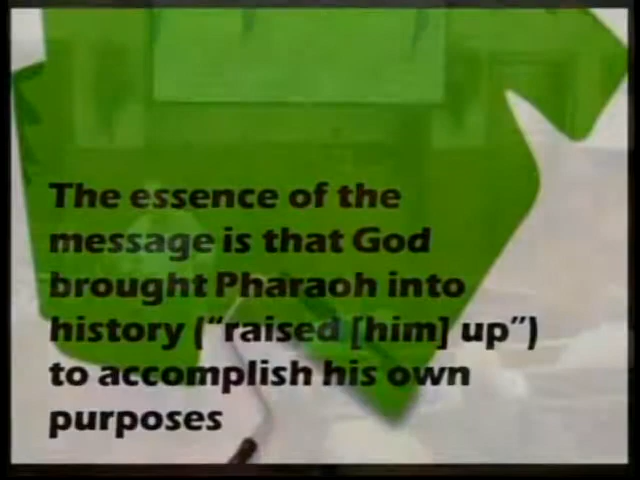 The essence of the
message is that God
brought Pharaoh into
history (“raised [him] up”)
to accomplish his own
purposes